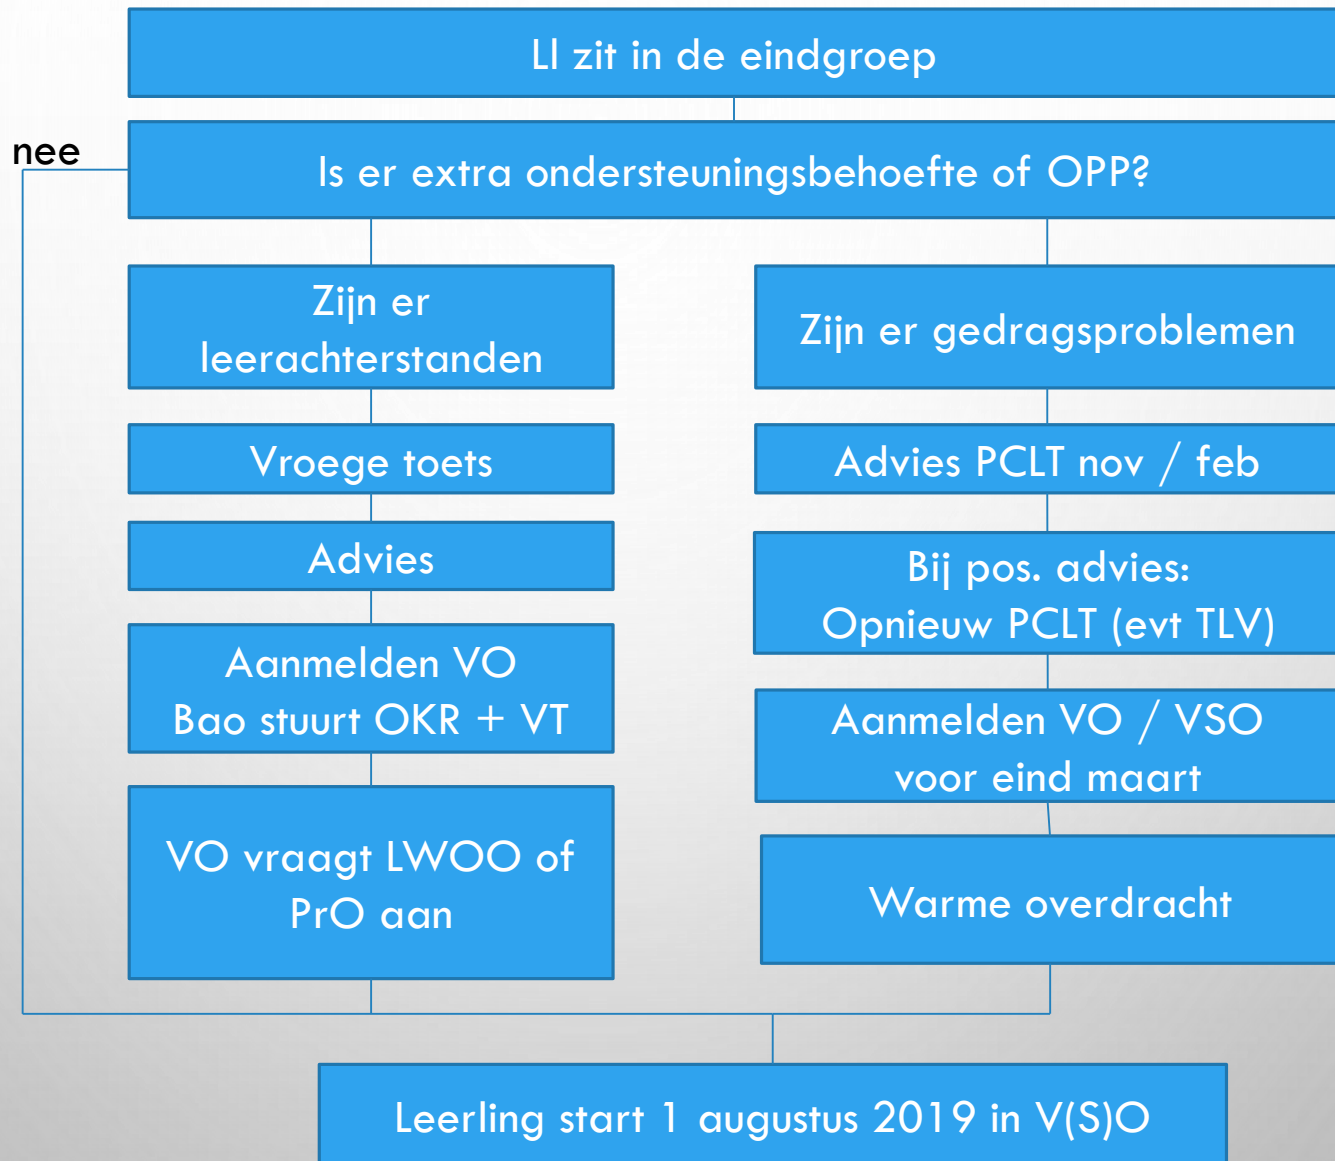 Ll zit in de eindgroep
nee
Is er extra ondersteuningsbehoefte of OPP?
Zijn er
leerachterstanden
Vroege toets
Advies
Aanmelden VO
Bao stuurt OKR + VT
VO vraagt LWOO of
PrO aan
Zijn er gedragsproblemen
Advies PCLT nov / feb
Bij pos. advies:
Opnieuw PCLT (evt TLV)
Aanmelden VO / VSO
voor eind maart
Warme overdracht
Leerling start 1 augustus 2019 in V(S)O